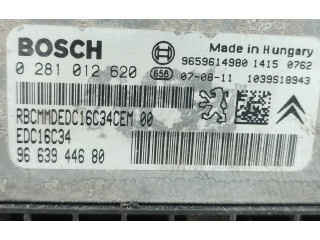 BOSCH
Made in Hungary
0 281 012 620
9659614980 1415 0762
658
07-08-11 1039S18943
RBCMMDEDC16C34CEM 00
EDC16C34
96 639 446 80